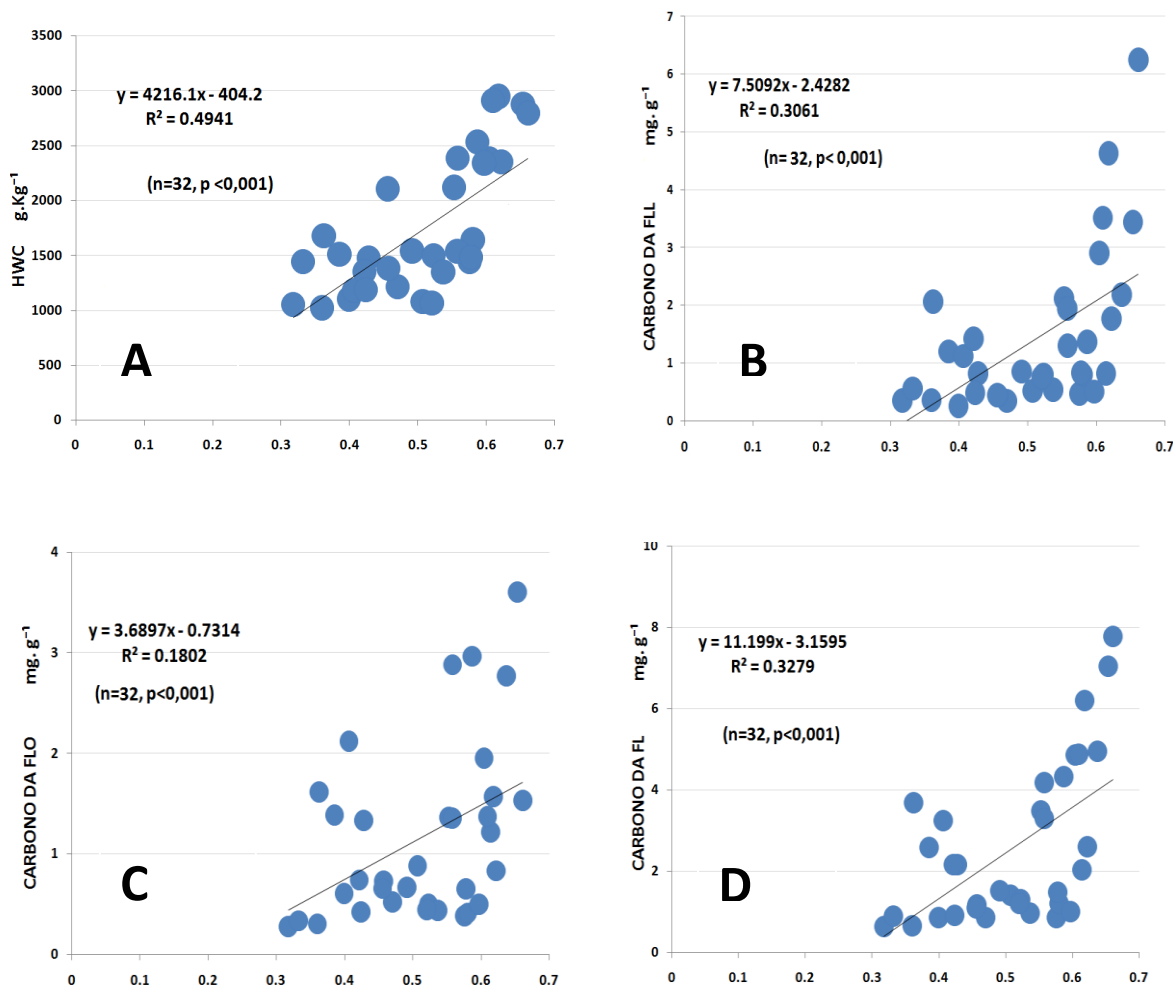 3500
3000
2500
2000
1500
1000
500
0
0
0.1
0.2
0.3
0.4
0.5
0.6
0.7
HWC g.Kg⁻¹
y = 4216.1x - 404.2
R² = 0.4941
(n=32, p <0,001)
A
7
6
5
4
3
2
1
0
0
0.1
0.2
0.3
0.4
0.5
0.6
0.7
CARBONO DA FLL mg. g⁻¹
y = 7.5092x - 2.4282
R² = 0.3061
(n= 32, p< 0,001)
B
4
3
2
1
0
0
0.1
0.2
0.3
0.4
0.5
0.6
0.7
CARBONO DA FLO mg. g⁻¹
y = 3.6897x - 0.7314
R² = 0.1802
(n=32, p<0,001)
C
10
8
6
4
2
0
0
0.1
0.2
0.3
0.4
0.5
0.6
0.7
CARBONO DA FL mg. g⁻¹
y = 11.199x - 3.1595
R² = 0.3279
(n=32, p<0,001)
D